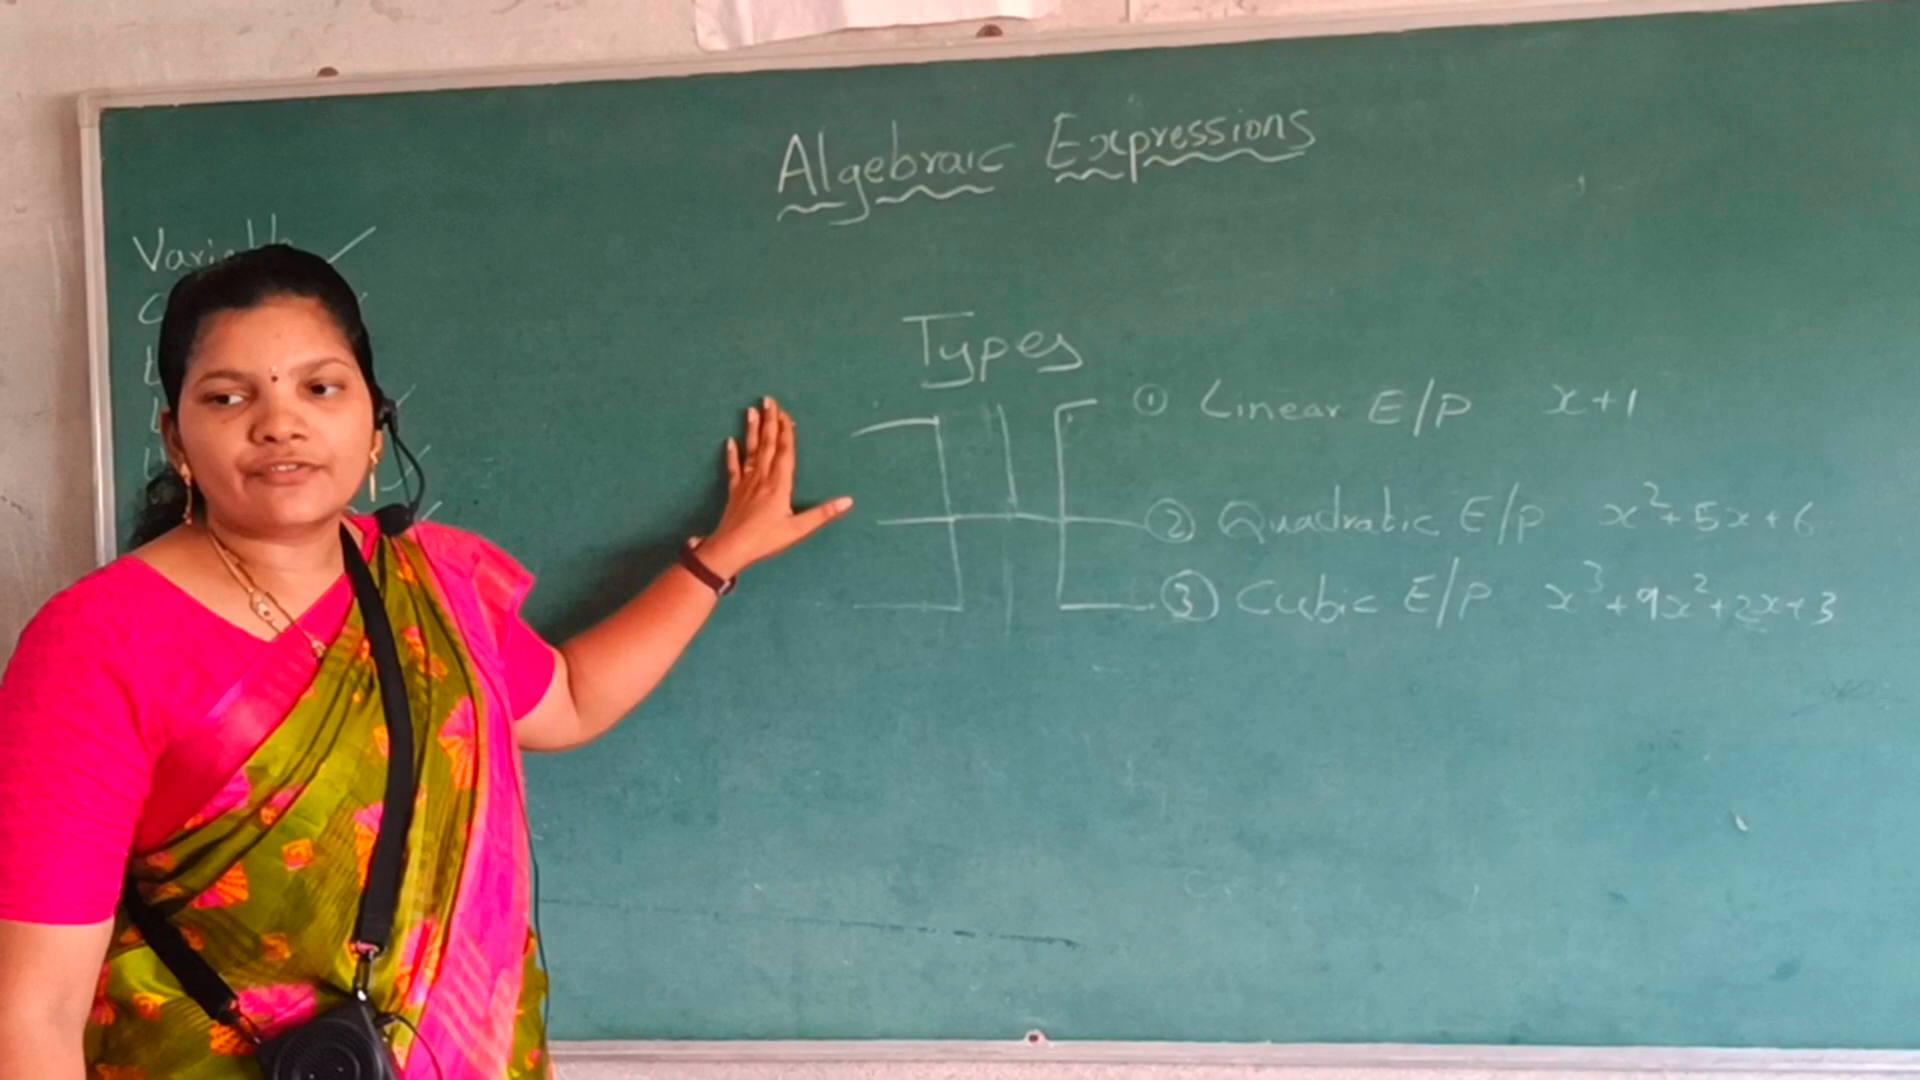 Algebraic Expressions
Types
① Linear E/P x+1
② Quadratic E/P x²+5x+6
③ Cubic E/P x³+9x²+2x+3